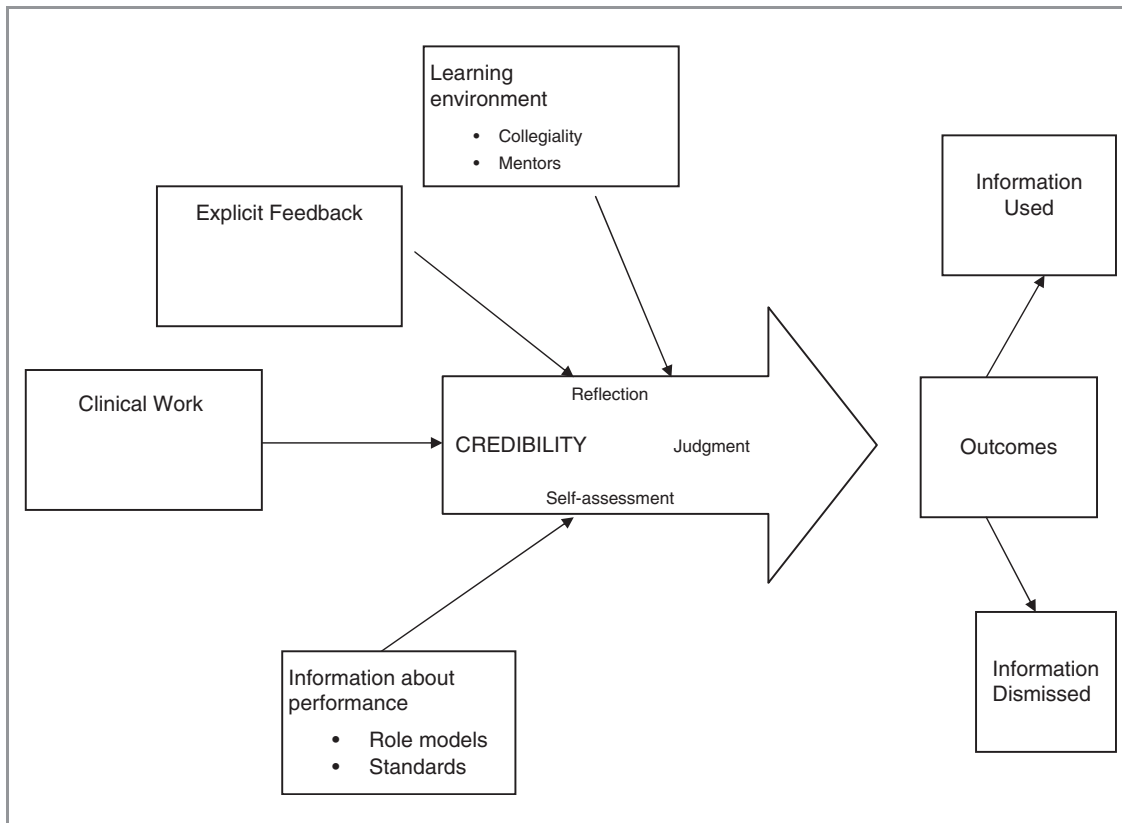 Learning
environment
• Collegiality
• Mentors
Information
Used
Explicit Feedback
Clinical Work
Reflection
CREDIBILITY
Judgment
Self-assessment
Outcomes
Information about
performance
• Role models
• Standards
Information
Dismissed